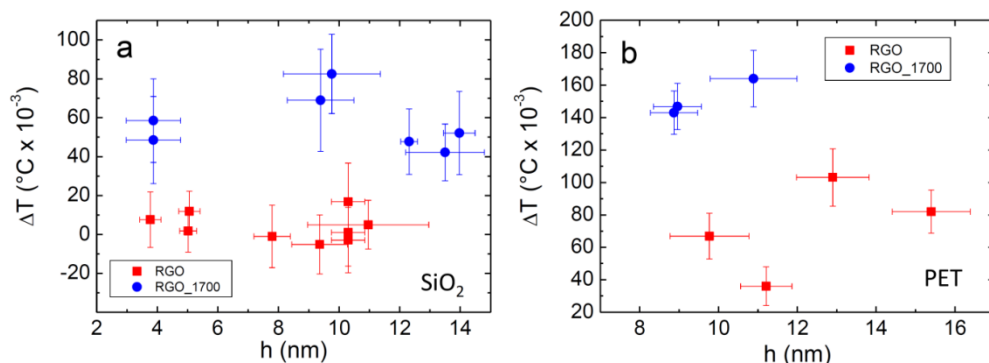 a
100
80
60
40
20
0
-20
ΔT (°C x 10⁻³)
RGO
RGO_1700
SiO₂
2 4 6 8 10 12 14
h (nm)
b
200
180
160
140
120
100
80
60
40
20
ΔT (°C x 10⁻³)
RGO
RGO_1700
PET
8 10 12 14 16
h (nm)